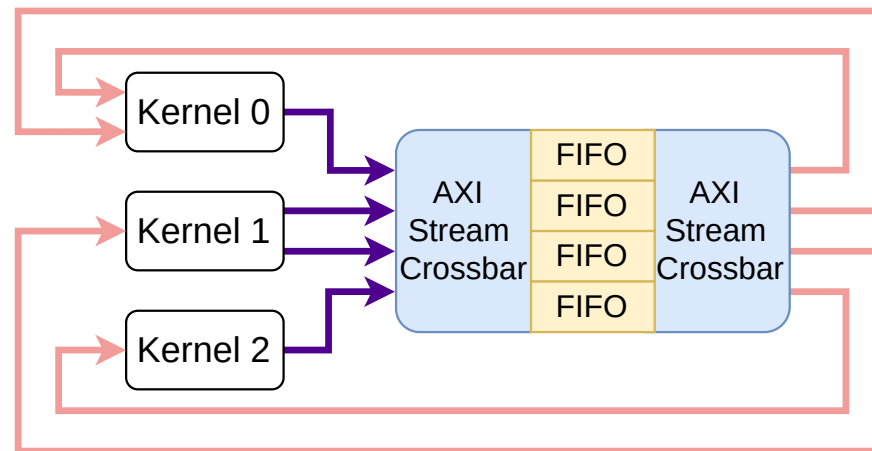 Kernel 0
Kernel 1
Kernel 2
AXI
Stream
Crossbar
FIFO
FIFO
FIFO
FIFO
AXI
Stream
Crossbar